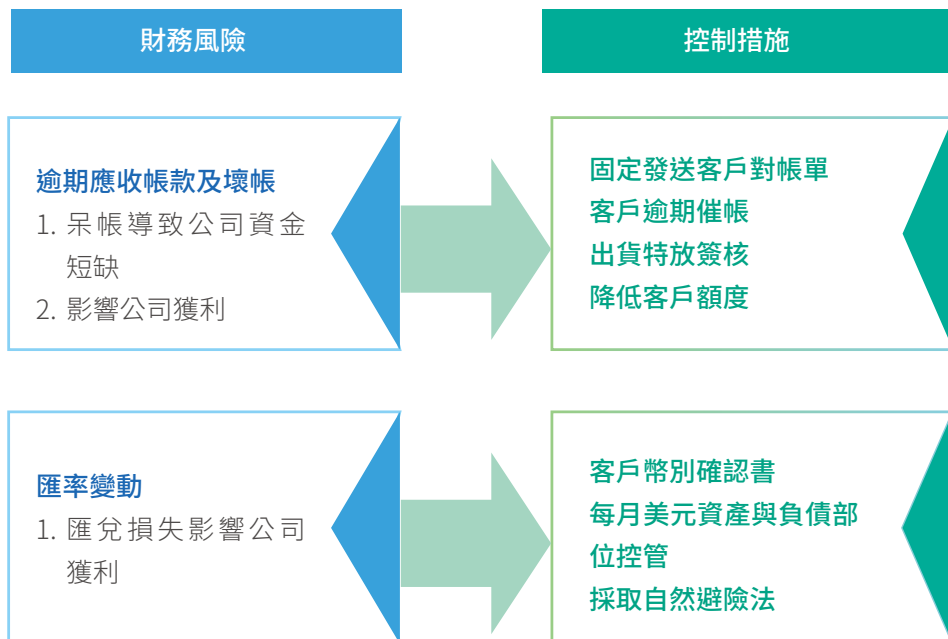 財務風險
控制措施
逾期應收帳款及壞帳
1. 呆帳導致公司資金
短缺
2. 影響公司獲利
固定發送客戶對帳單
客戶逾期催帳
出貨特放簽核
降低客戶額度
匯率變動
1. 匯兌損失影響公司
獲利
客戶幣別確認書
每月美元資產與負債部
位控管
採取自然避險法